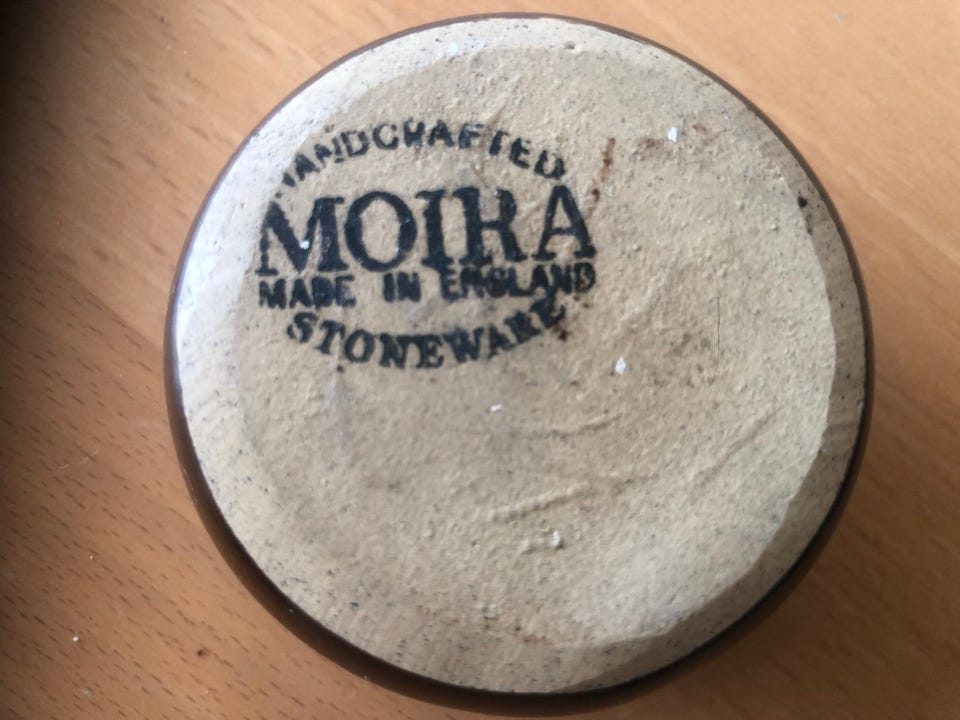 HANDCRAFTED
MOIRA
MADE IN ENGLAND
STONEWARE